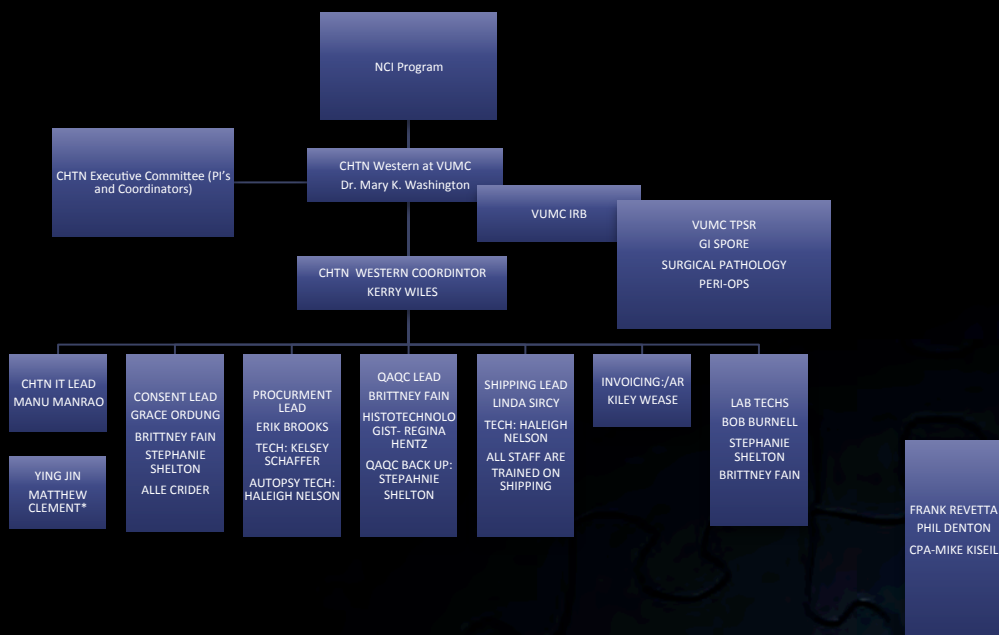 NCI Program
CHTN Executive Committee (PI's
and Coordinators)
CHTN Western at VUMC
Dr. Mary K. Washington
VUMC IRB
VUMC TPSR
GI SPORE
SURGICAL PATHOLOGY
PERI-OPS
CHTN WESTERN COORDINTOR
KERRY WILES
CHTN IT LEAD
MANU MANRAO
YING JIN
MATTHEW
CLEMENT*
CONSENT LEAD
GRACE ORDUNG
BRITTNEY FAIN
STEPHANIE
SHELTON
ALLE CRIDER
PROCURMENT
LEAD
ERIK BROOKS
TECH: KELSEY
SCHAFFER
AUTOPSY TECH:
HALEIGH NELSON
QAQC LEAD
BRITTNEY FAIN
HISTOTECHNOLO
GIST- REGINA
HENTZ
QAQC BACK UP:
STEPAHNIE
SHELTON
SHIPPING LEAD
LINDA SIRCY
TECH: HALEIGH
NELSON
ALL STAFF ARE
TRAINED ON
SHIPPING
INVOICING:/AR
KILEY WEASE
LAB TECHS
BOB BURNELL
STEPHANIE
SHELTON
BRITTNEY FAIN
FRANK REVETTA
PHIL DENTON
CPA-MIKE KISEIL